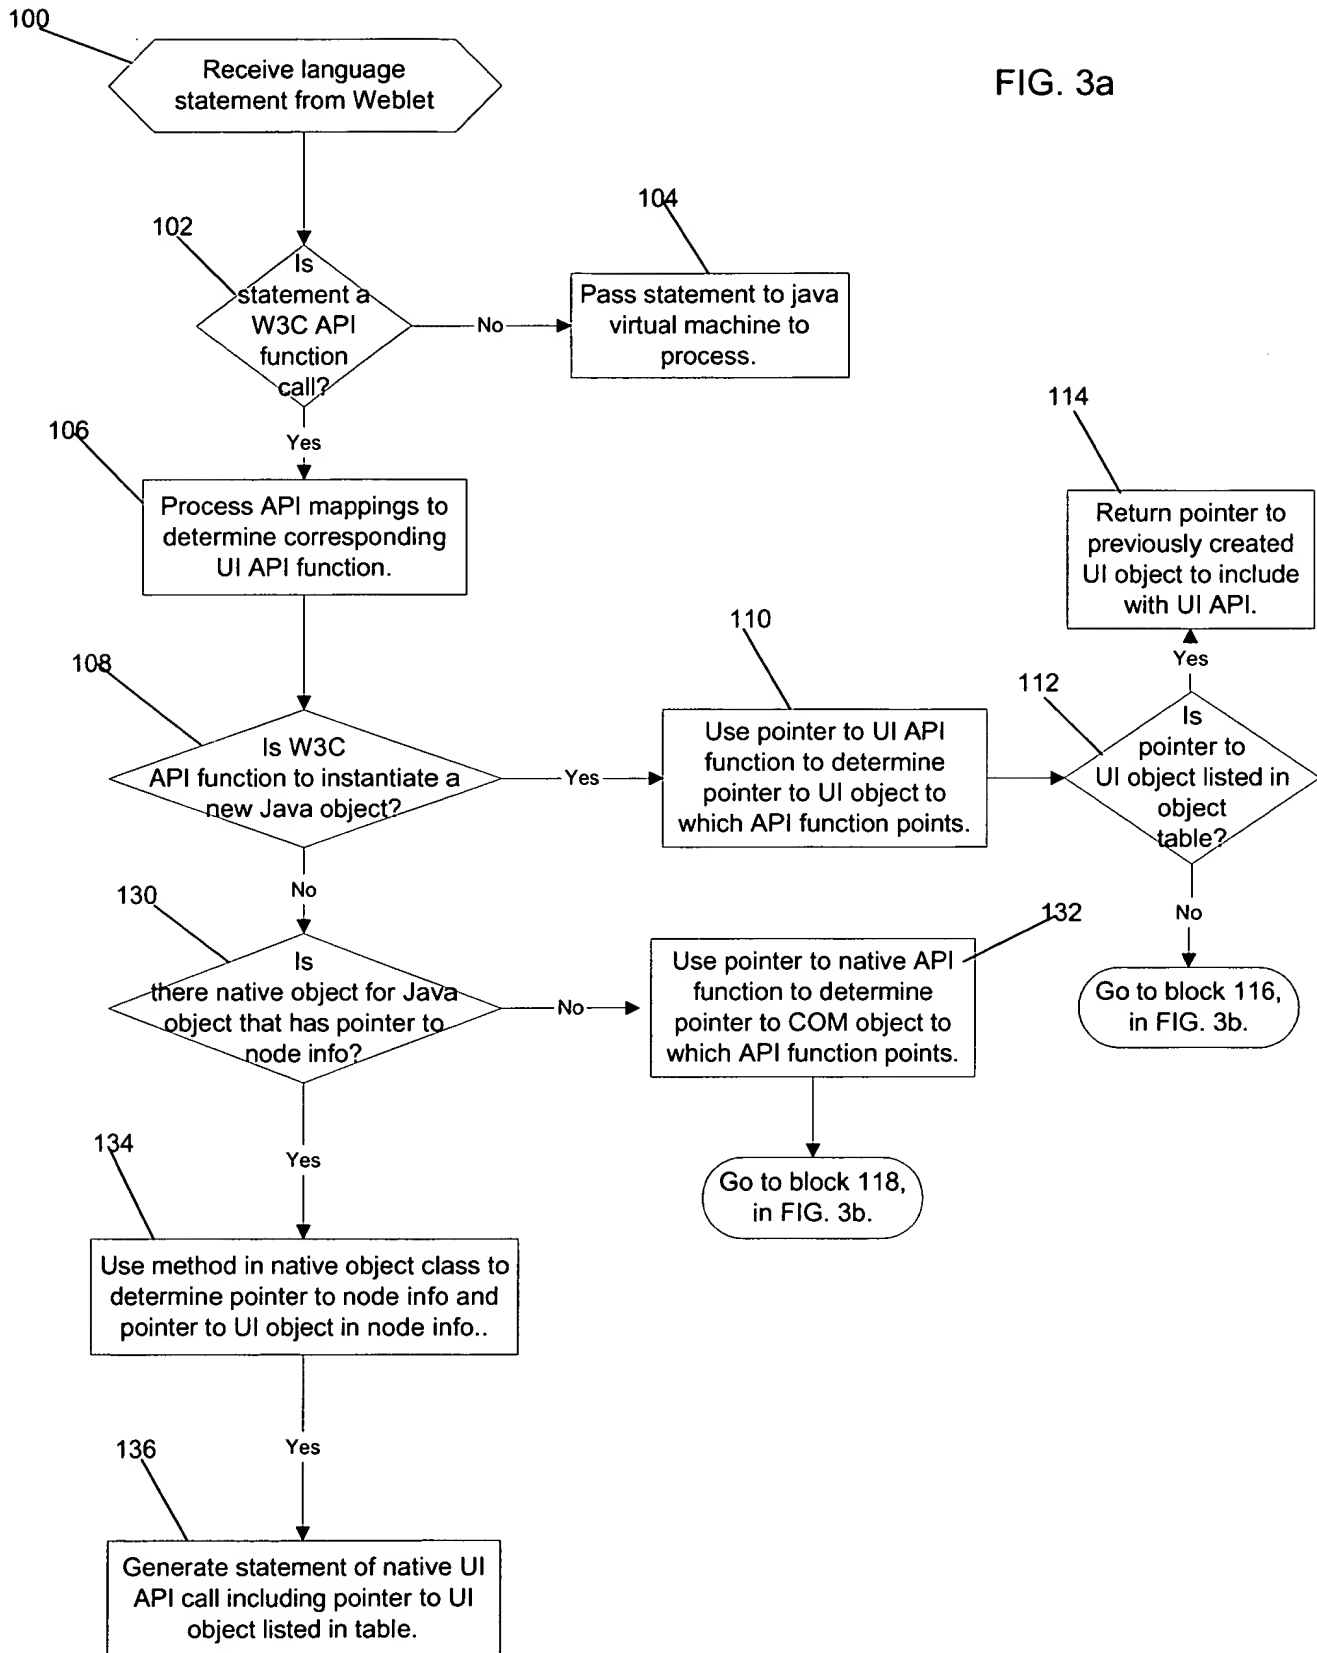 100
Receive language
statement from Weblet
FIG. 3a
102
Is
statement a
W3C API
function
call?
No
104
Pass statement to java
virtual machine to
process.
Yes
106
Process API mappings to
determine corresponding
UI API function.
108
Is W3C
API function to instantiate a
new Java object?
Yes
110
Use pointer to UI API
function to determine
pointer to UI object to
which API function points.
112
Is
pointer to
UI object listed in
object
table?
Yes
114
Return pointer to
previously created
UI object to include
with UI API.
No
Go to block 116,
in FIG. 3b.
No
130
Is
there native object for Java
object that has pointer to
node info?
No
132
Use pointer to native API
function to determine
pointer to COM object to
which API function points.
Go to block 118,
in FIG. 3b.
Yes
134
Use method in native object class to
determine pointer to node info and
pointer to UI object in node info..
Yes
136
Generate statement of native UI
API call including pointer to UI
object listed in table.